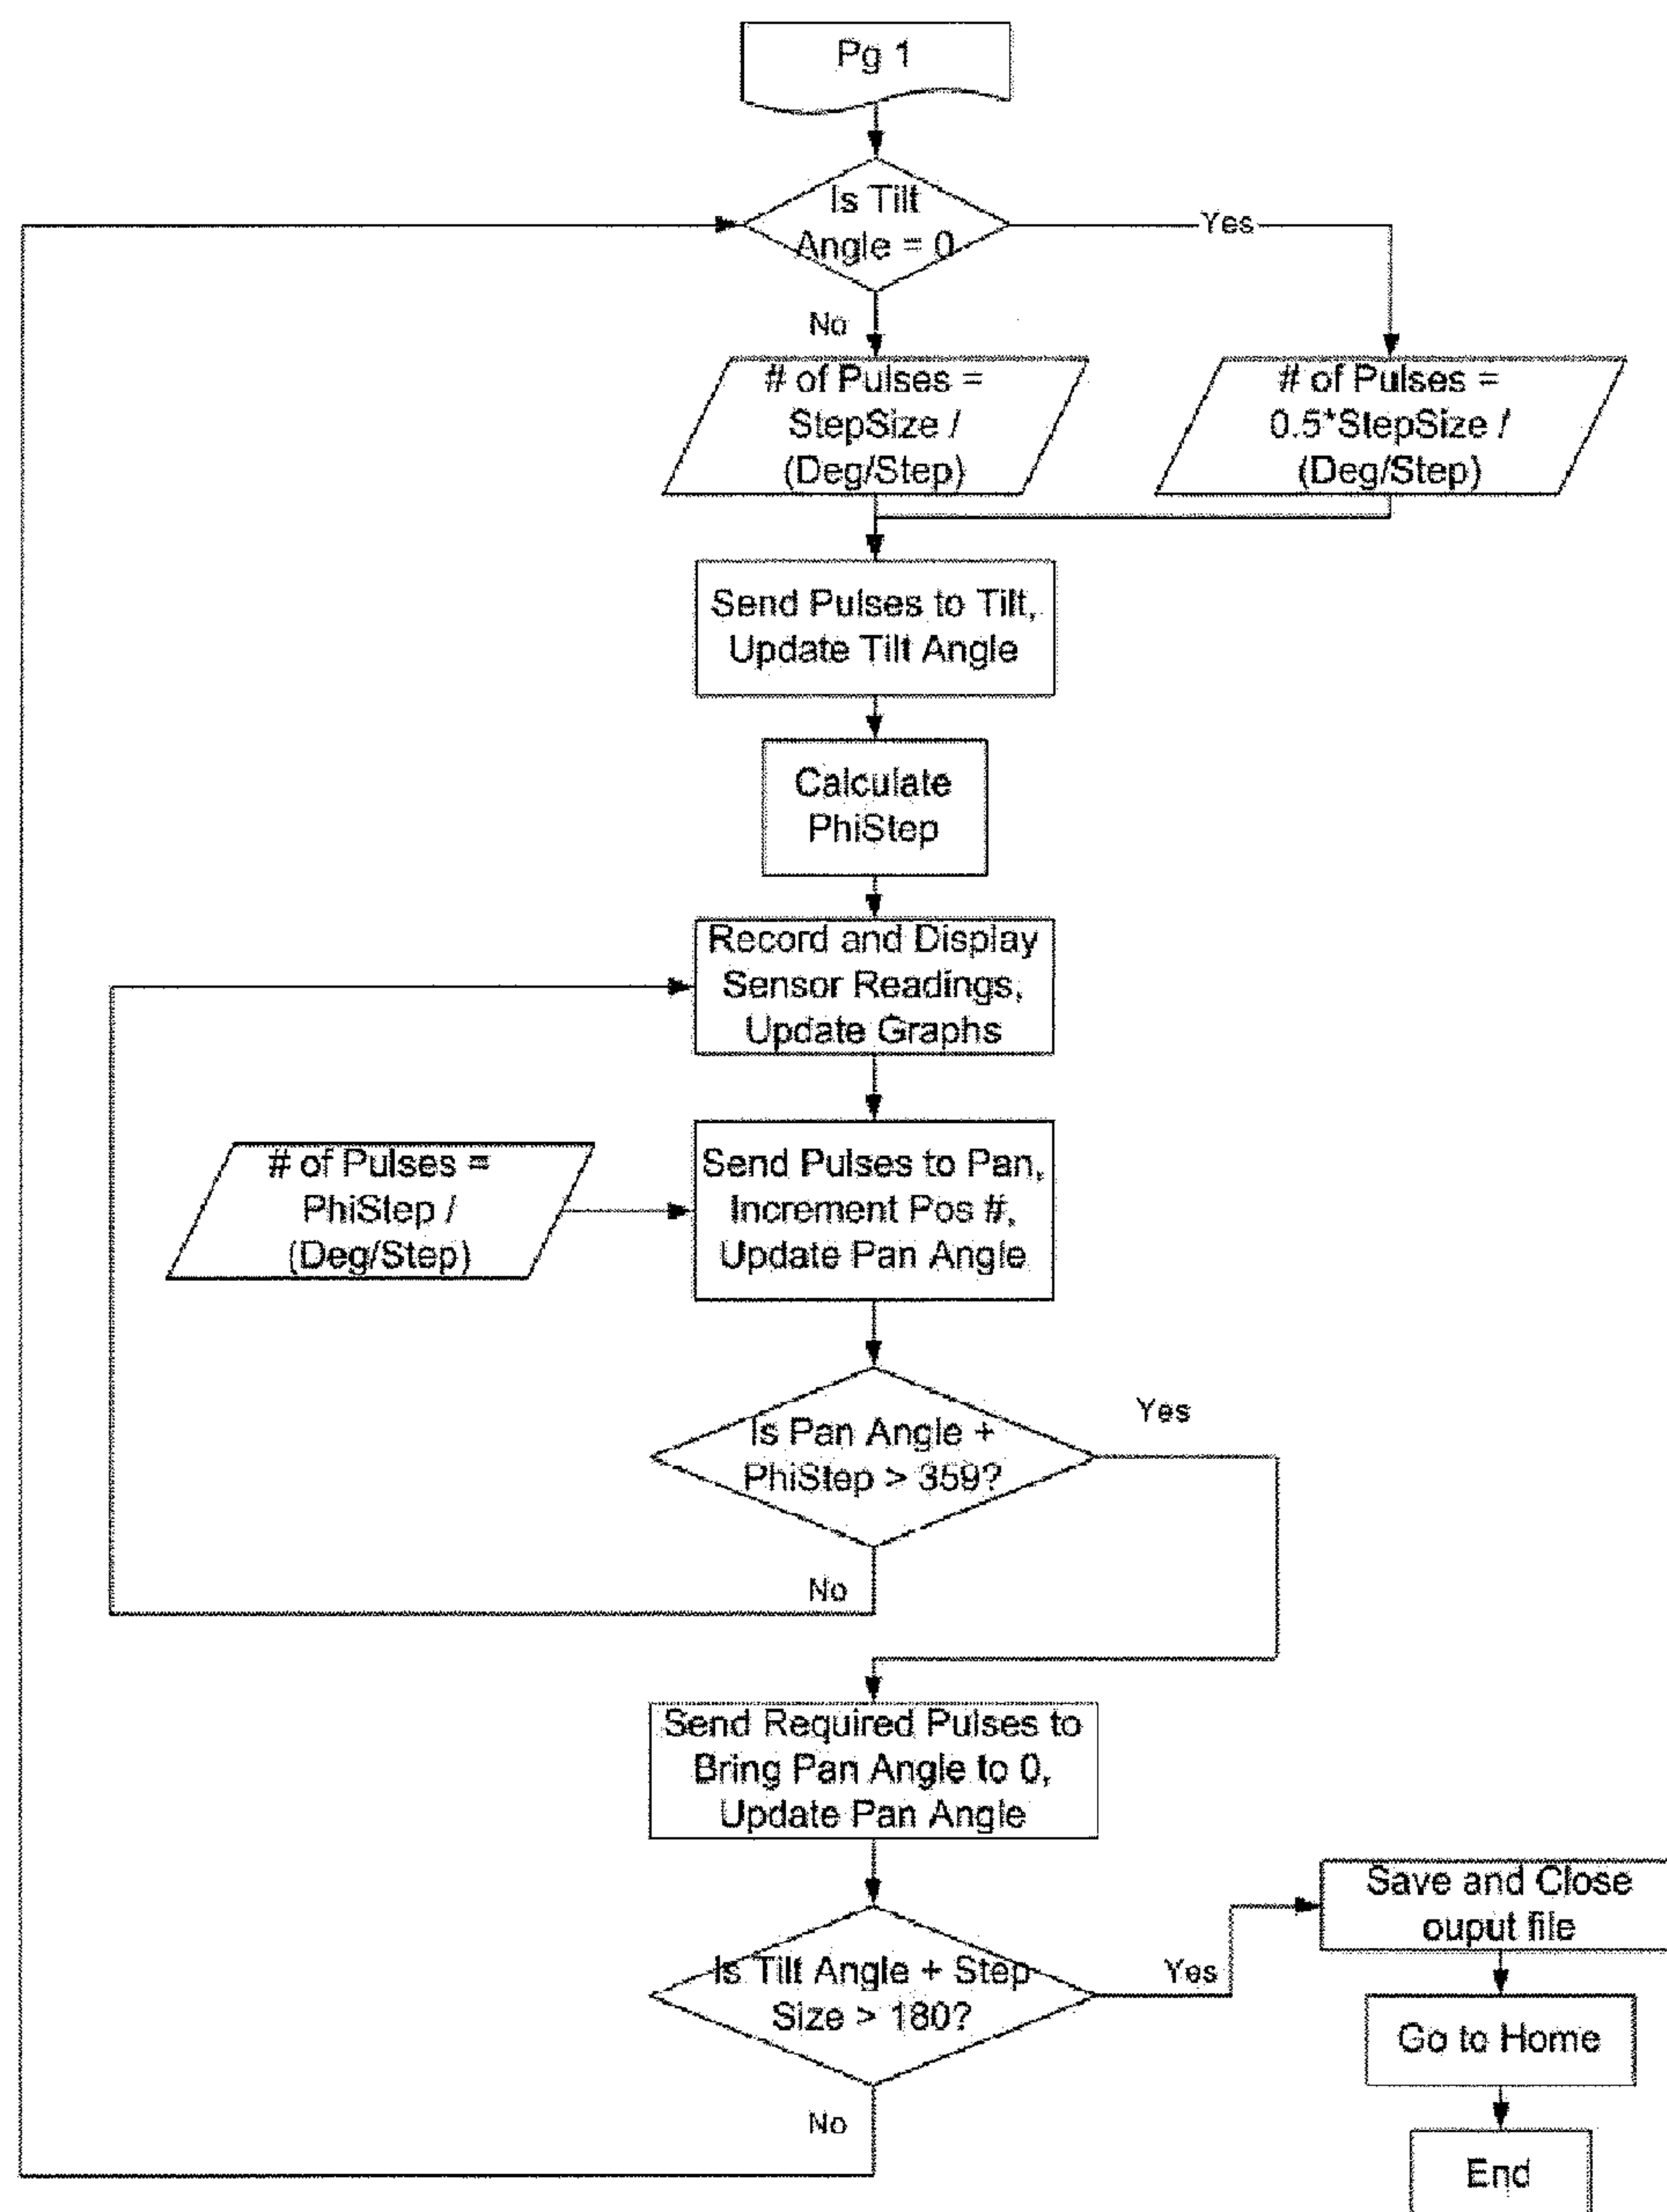 Pg 1
Is Tilt
Angle = 0
Yes
No
# of Pulses =
StepSize /
(Deg/Step)
# of Pulses =
0.5*StepSize /
(Deg/Step)
Send Pulses to Tilt,
Update Tilt Angle
Calculate
PhiStep
Record and Display
Sensor Readings,
Update Graphs
# of Pulses =
PhiStep /
(Deg/Step)
Send Pulses to Pan,
Increment Pos #,
Update Pan Angle
Is Pan Angle +
PhiStep > 359?
Yes
No
Send Required Pulses to
Bring Pan Angle to 0,
Update Pan Angle
Is Tilt Angle + Step
Size > 180?
Yes
No
Save and Close
ouput file
Go to Home
End